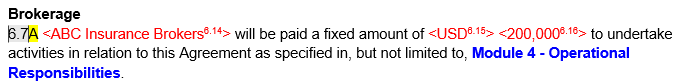 Brokerage
6.7A <ABC Insurance Brokers6.14> will be paid a fixed amount of <USD6.15> <200,0006.16> to undertake
activities in relation to this Agreement as specified in, but not limited to, Module 4 - Operational
Responsibilities.